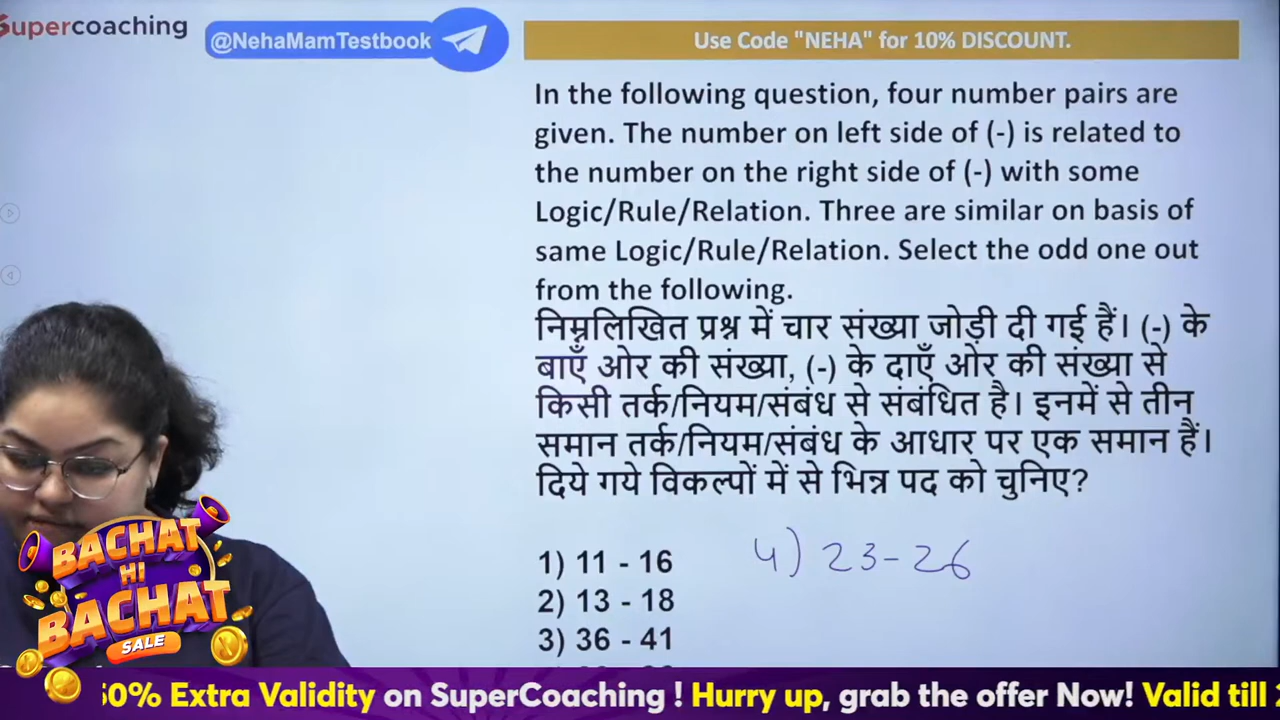 Supercoaching
@NehaMamTestbook
Use Code "NEHA" for 10% DISCOUNT.
In the following question, four number pairs are
given. The number on left side of (-) is related to
the number on the right side of (-) with some
Logic/Rule/Relation. Three are similar on basis of
same Logic/Rule/Relation. Select the odd one out
from the following.
निम्नलिखित प्रश्न में चार संख्या जोड़ी दी गई हैं। (-) के
बाएँ ओर की संख्या, (-) के दाएँ ओर की संख्या से
किसी तर्क/नियम/संबंध से संबंधित है। इनमें से तीन
समान तर्क/नियम/संबंध के आधार पर एक समान हैं।
दिये गये विकल्पों में से भिन्न पद को चुनिए?
1) 11 - 16
4) 23-26
2) 13 - 18
3) 36 - 41
BACHAT
HI
BACHAT
SALE
50% Extra Validity on SuperCoaching ! Hurry up, grab the offer Now! Valid till